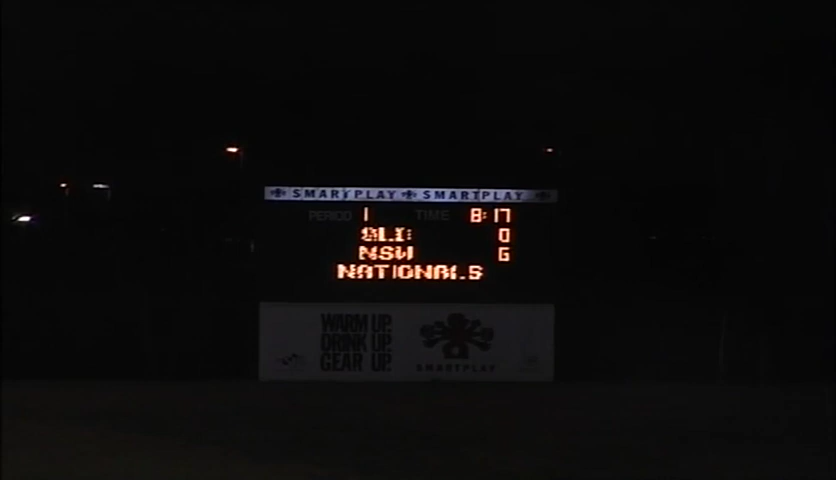 SMARTPLAY SMARTPLAY
PERIOD 1 TIME 8:17
QLD 0
NSW 6
NATIONALS
WARM UP.
DRINK UP.
GEAR UP.
SMARTPLAY